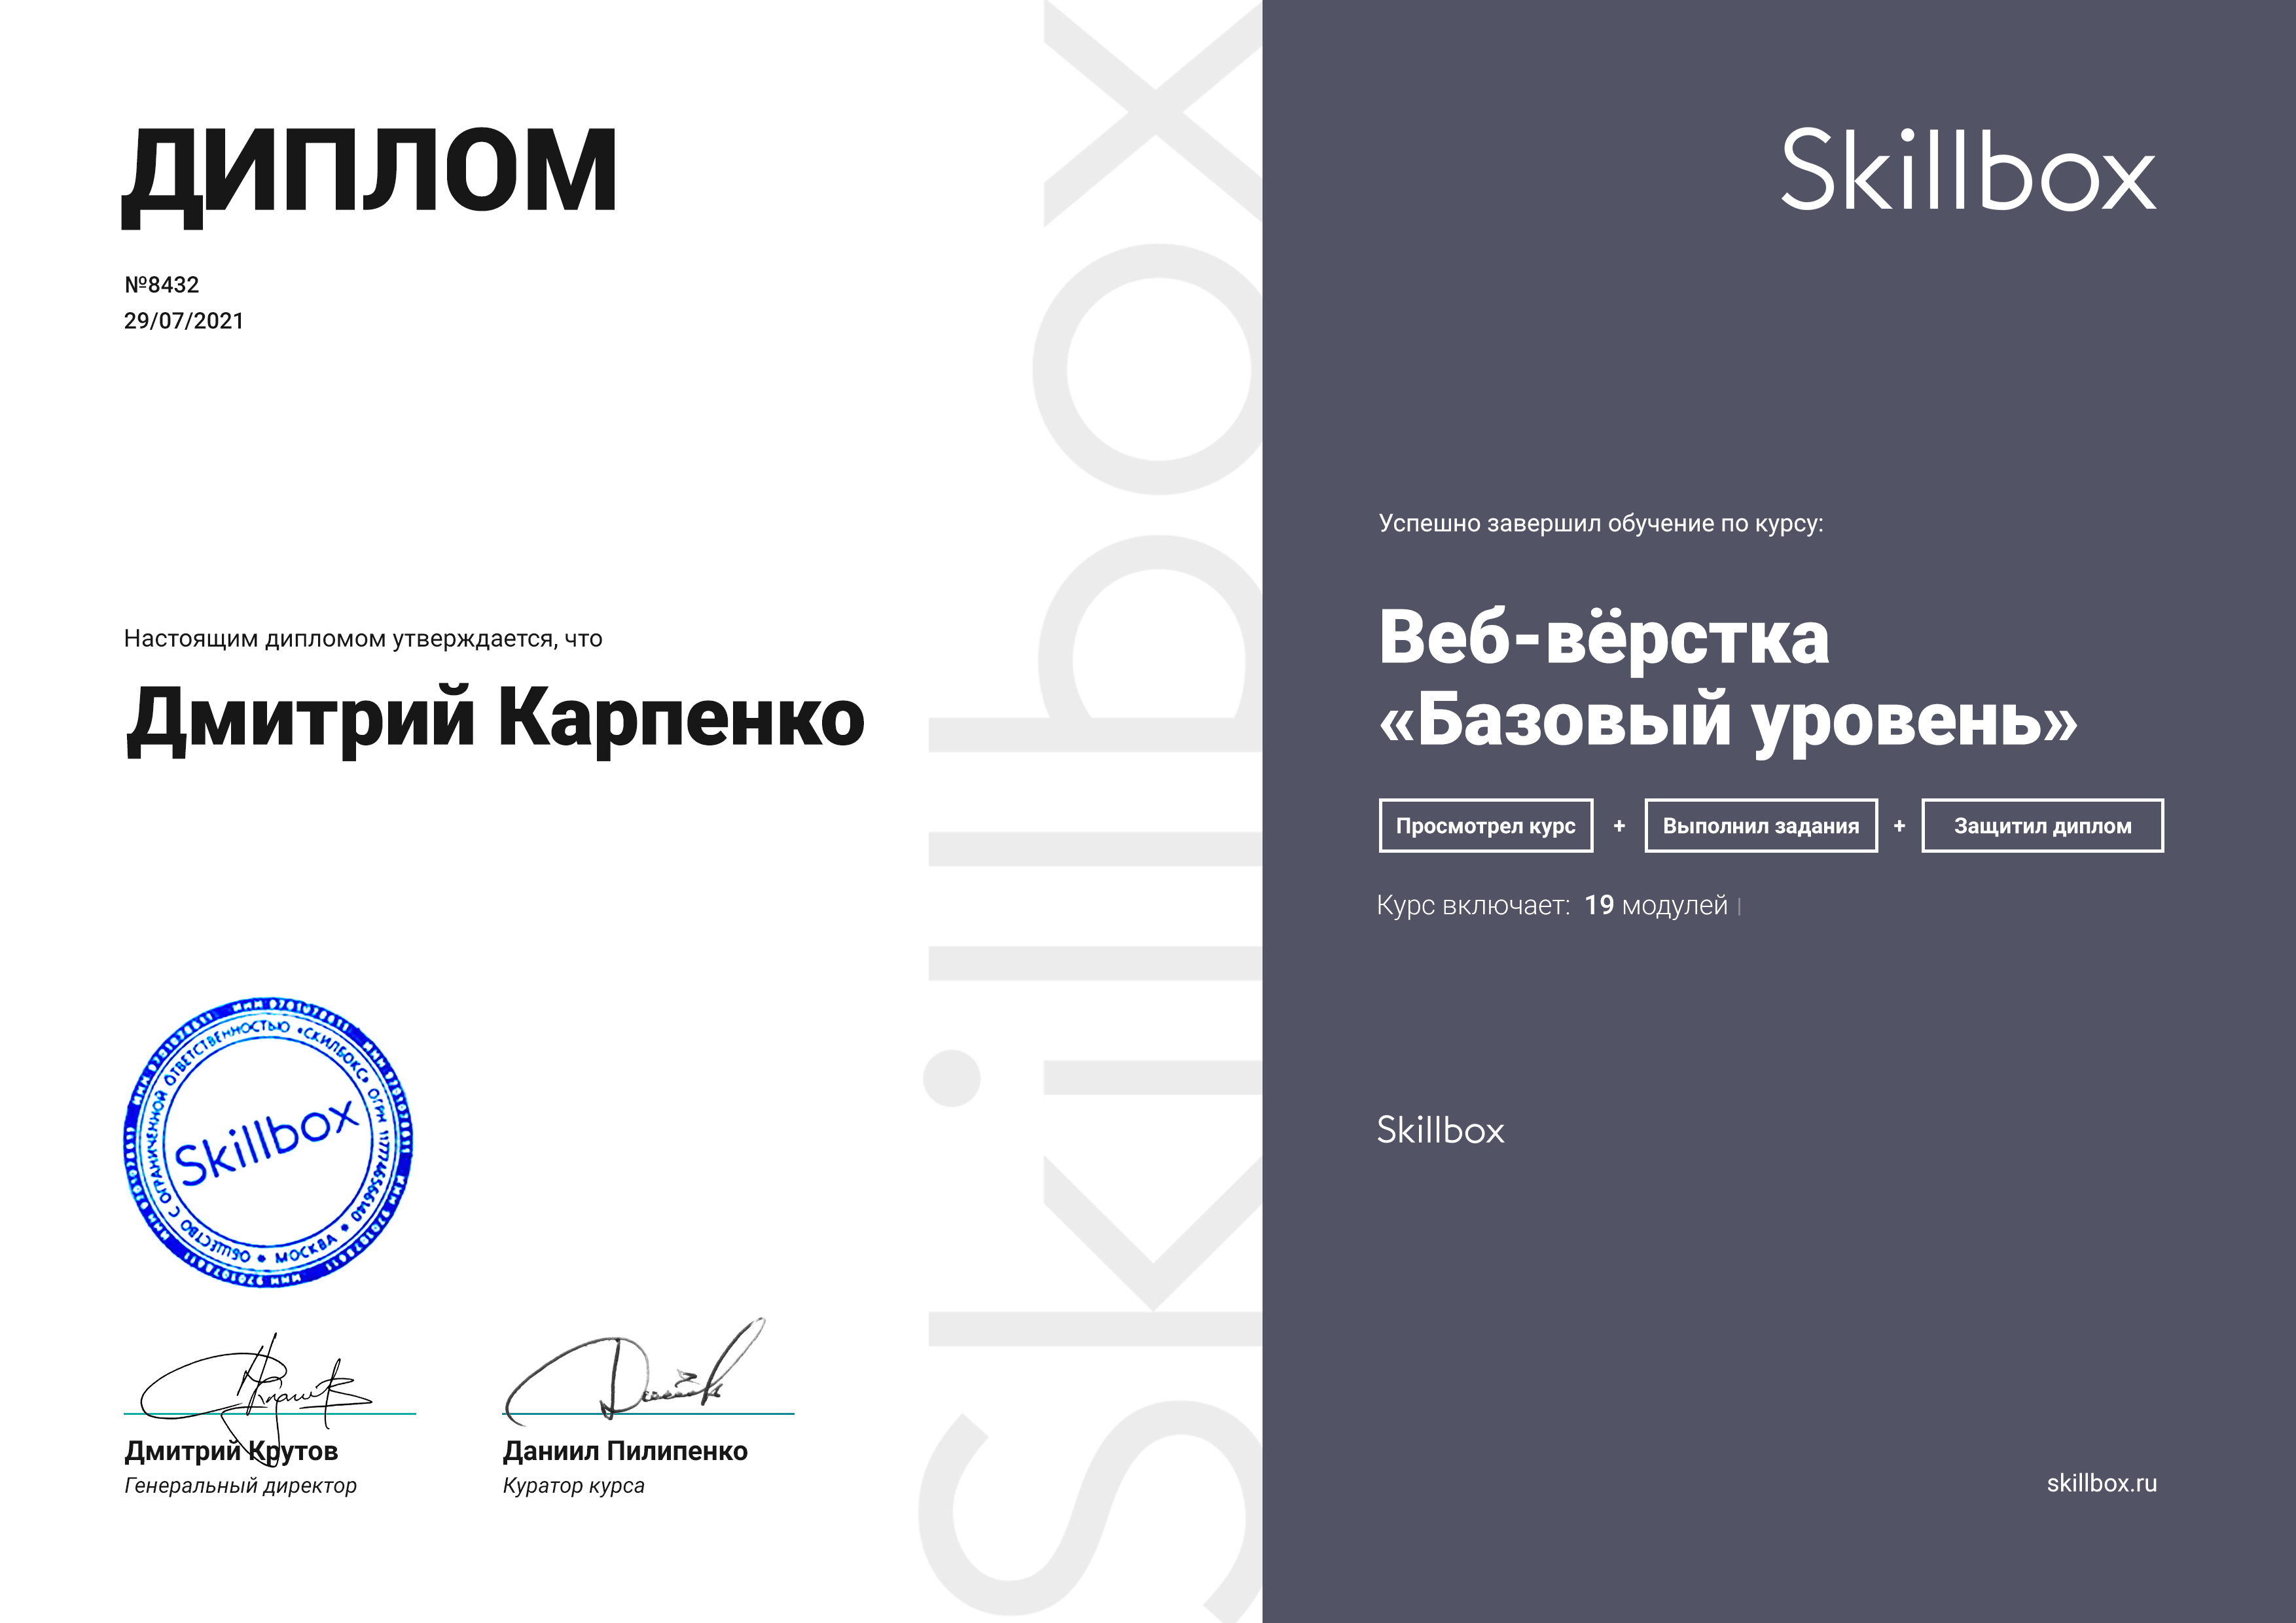 ДИПЛОМ
№8432
29/07/2021
Настоящим дипломом утверждается, что
Дмитрий Карпенко
ОБЩЕСТВО С ОГРАНИЧЕННОЙ ОТВЕТСТВЕННОСТЬЮ «СКИЛБОКС» ОГРН 1177746566140 • МОСКВА
Skillbox
Дмитрий Крутов
Генеральный директор
Даниил Пилипенко
Куратор курса
Skillbox
Skillbox
Успешно завершил обучение по курсу:
Веб-вёрстка
«Базовый уровень»
Просмотрел курс + Выполнил задания + Защитил диплом
Курс включает: 19 модулей |
Skillbox
skillbox.ru